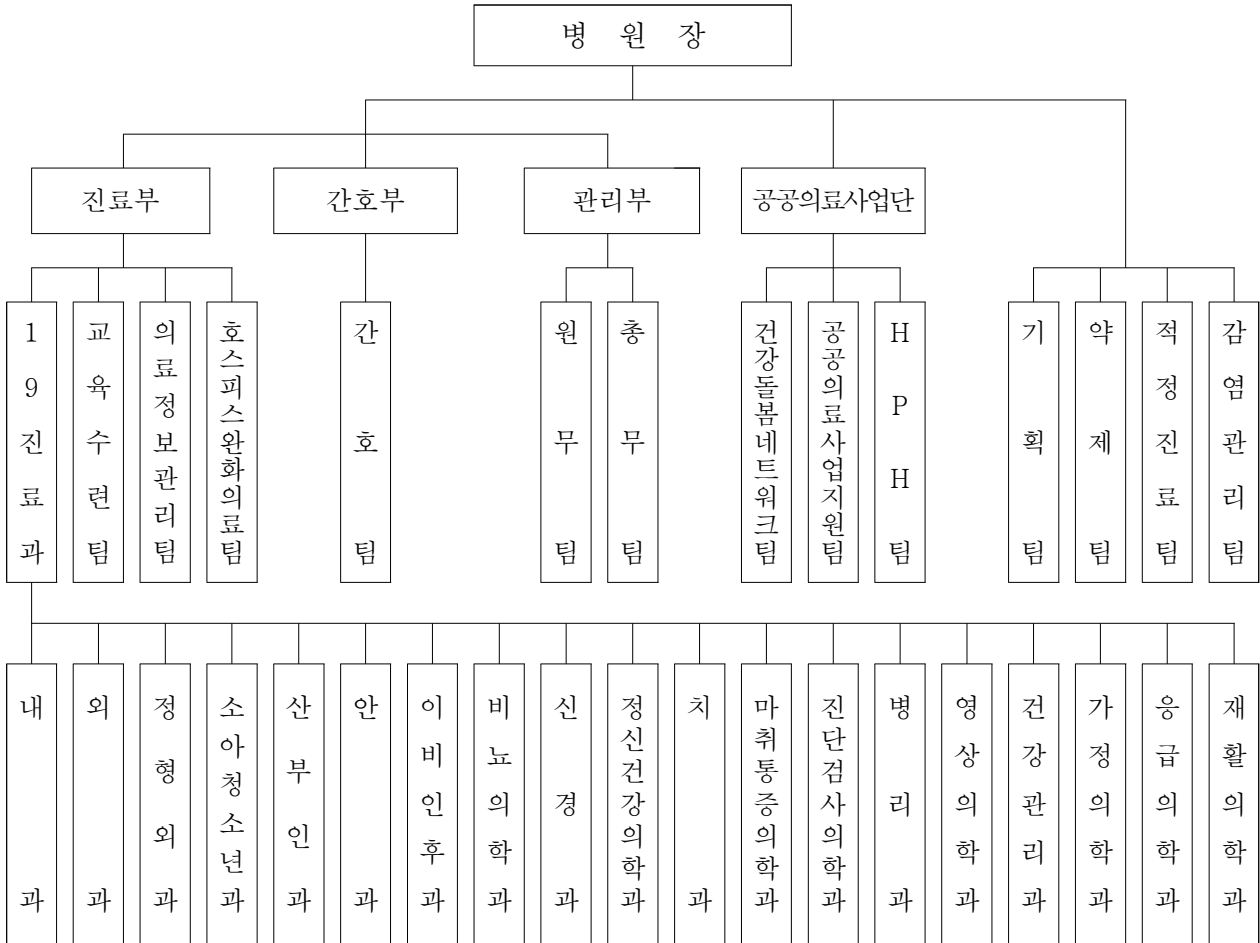 병 원 장
진료부
간호부
관리부
공공의료사업단
19진료과
교육수련팀
의료정보관리팀
호스피스완화의료팀
간호팀
원무팀
총무팀
건강돌봄네트워크팀
공공의료사업지원팀
HPH팀
기획팀
약제팀
적정진료팀
감염관리팀
내과
외과
정형외과
소아청소년과
산부인과
안과
이비인후과
비뇨의학과
신경과
정신건강의학과
치과
마취통증의학과
진단검사의학과
병리과
영상의학과
건강관리과
가정의학과
응급의학과
재활의학과